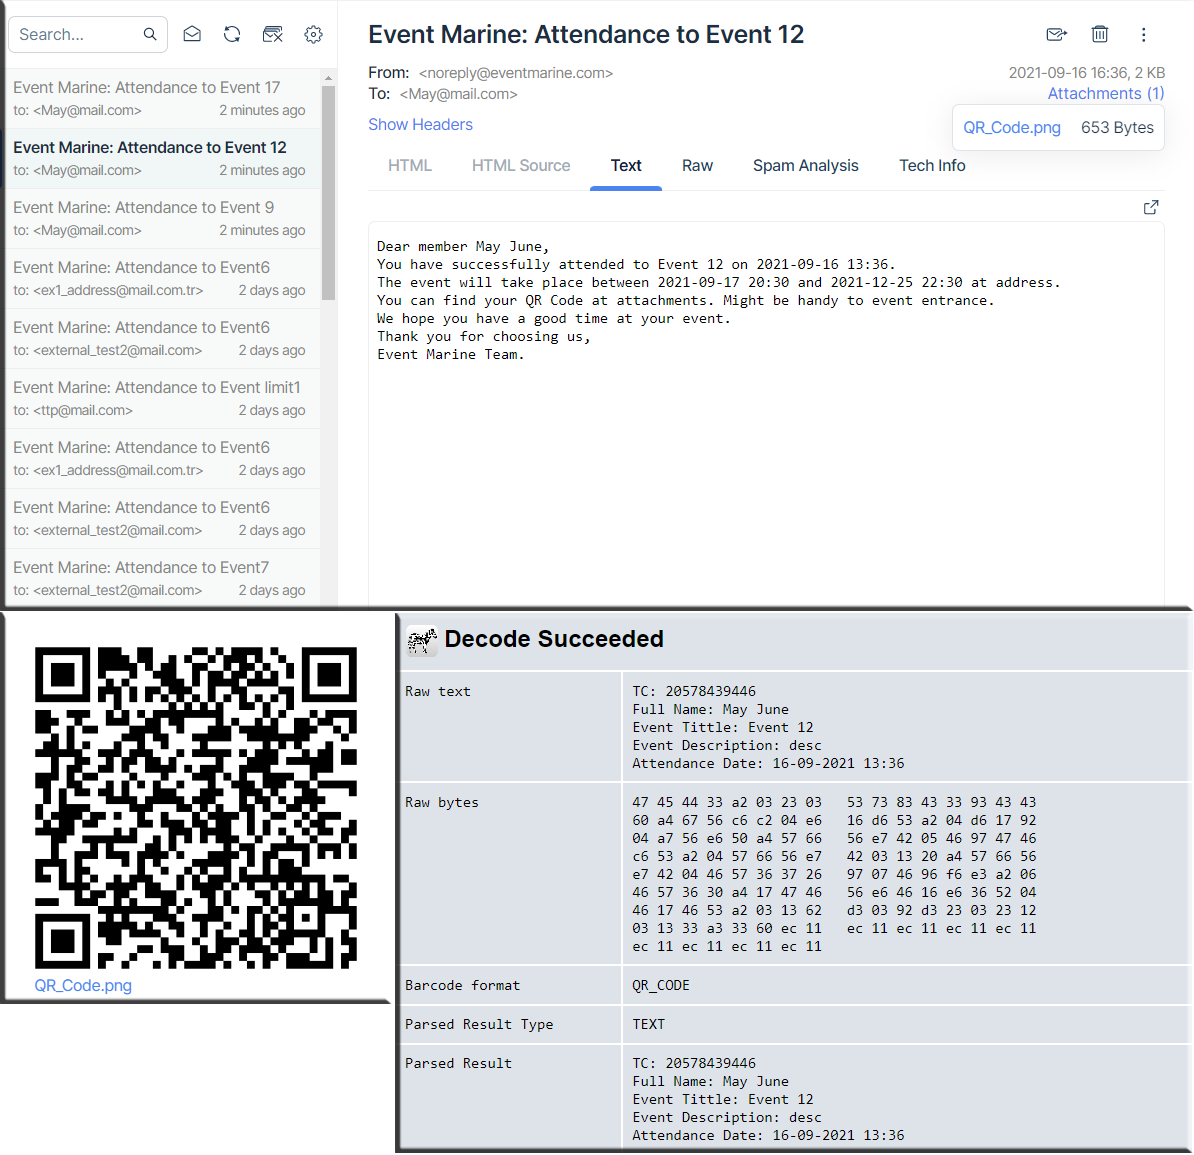 Search...
Event Marine: Attendance to Event 17
to: <May@mail.com> 2 minutes ago
Event Marine: Attendance to Event 12
to: <May@mail.com> 2 minutes ago
Event Marine: Attendance to Event 9
to: <May@mail.com> 2 minutes ago
Event Marine: Attendance to Event6
to: <ex1_address@mail.com.tr> 2 days ago
Event Marine: Attendance to Event6
to: <external_test2@mail.com> 2 days ago
Event Marine: Attendance to Event limit1
to: <ttp@mail.com> 2 days ago
Event Marine: Attendance to Event6
to: <ex1_address@mail.com.tr> 2 days ago
Event Marine: Attendance to Event6
to: <external_test2@mail.com> 2 days ago
Event Marine: Attendance to Event7
to: <external_test2@mail.com> 2 days ago
Event Marine: Attendance to Event 12
From: <noreply@eventmarine.com> 2021-09-16 16:36, 2 KB
To: <May@mail.com> Attachments (1)
Show Headers
QR_Code.png 653 Bytes
HTML HTML Source Text Raw Spam Analysis Tech Info
Dear member May June,
You have successfully attended to Event 12 on 2021-09-16 13:36.
The event will take place between 2021-09-17 20:30 and 2021-12-25 22:30 at address.
You can find your QR Code at attachments. Might be handy to event entrance.
We hope you have a good time at your event.
Thank you for choosing us,
Event Marine Team.
QR_Code.png
Decode Succeeded
Raw text
TC: 20578439446
Full Name: May June
Event Tittle: Event 12
Event Description: desc
Attendance Date: 16-09-2021 13:36
Raw bytes
47 45 44 33 a2 03 23 03 53 73 83 43 33 93 43 43
60 a4 67 56 c6 c2 04 e6 16 d6 53 a2 04 d6 17 92
04 a7 56 e6 50 a4 57 66 56 e7 42 05 46 97 47 46
c6 53 a2 04 57 66 56 e7 42 03 13 20 a4 57 66 56
e7 42 04 46 57 36 37 26 97 07 46 96 f6 e3 a2 06
46 57 36 30 a4 17 47 46 56 e6 46 16 e6 36 52 04
46 17 46 53 a2 03 13 62 d3 03 92 d3 23 03 23 12
03 13 33 a3 33 60 ec 11 ec 11 ec 11 ec 11 ec 11
ec 11 ec 11 ec 11 ec 11
Barcode format QR_CODE
Parsed Result Type TEXT
Parsed Result
TC: 20578439446
Full Name: May June
Event Tittle: Event 12
Event Description: desc
Attendance Date: 16-09-2021 13:36